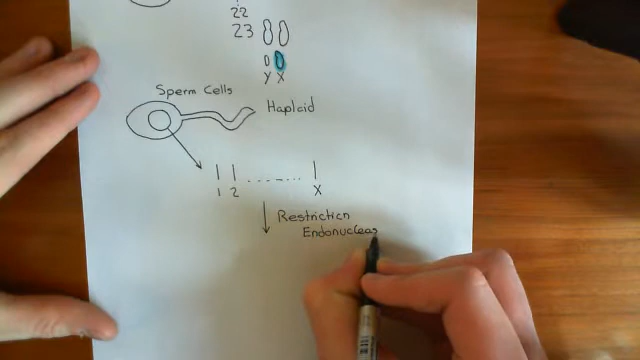 22
23
Y X
Sperm Cells
Haploid
1 2 X
Restriction
Endonucleas